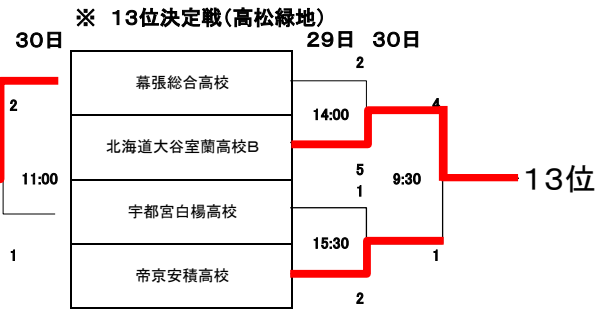 ※ 13位決定戦(高松緑地)
30日 29日 30日
幕張総合高校 2
2 14:00 4
北海道大谷室蘭高校B
11:00 5 9:30 13位
1
宇都宮白楊高校
1 15:30 1
帝京安積高校
2